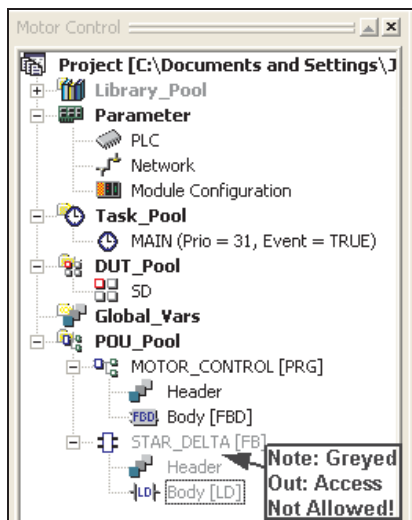 Motor Control
Project [C:\Documents and Settings\J
Library_Pool
Parameter
PLC
Network
Module Configuration
Task_Pool
MAIN (Prio = 31, Event = TRUE)
DUT_Pool
SD
Global_Vars
POU_Pool
MOTOR_CONTROL [PRG]
Header
FBD Body [FBD]
STAR_DELTA [FB]
Header
LD Body [LD]
Note: Greyed
Out: Access
Not Allowed!